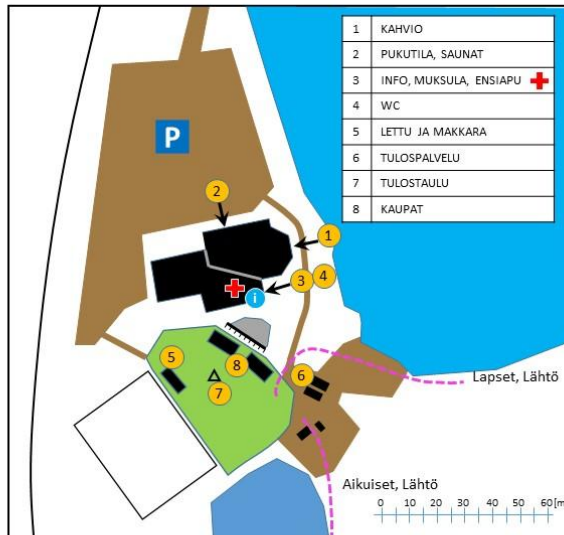 1 KAHVIO
2 PUKUTILA, SAUNAT
3 INFO, MUKSULA, ENSIAPU
4 WC
5 LETTU JA MAKKARA
6 TULOSPALVELU
7 TULOSTAULU
8 KAUPAT
P
2
1
3 4
i
5
8
6
7
Lapset, Lähtö
Aikuiset, Lähtö
0 10 20 30 40 50 60 [m